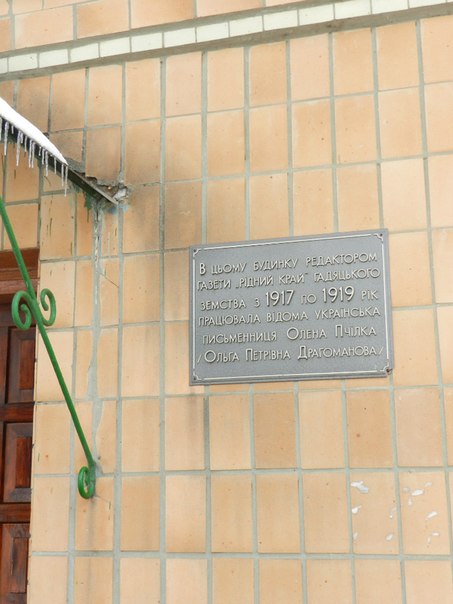 В цьому будинку редактором
газети „Рідний край" Гадяцького
земства з 1917 по 1919 рік
працювала відома українська
письменниця Олена Пчілка
/Ольга Петрівна Драгоманова/